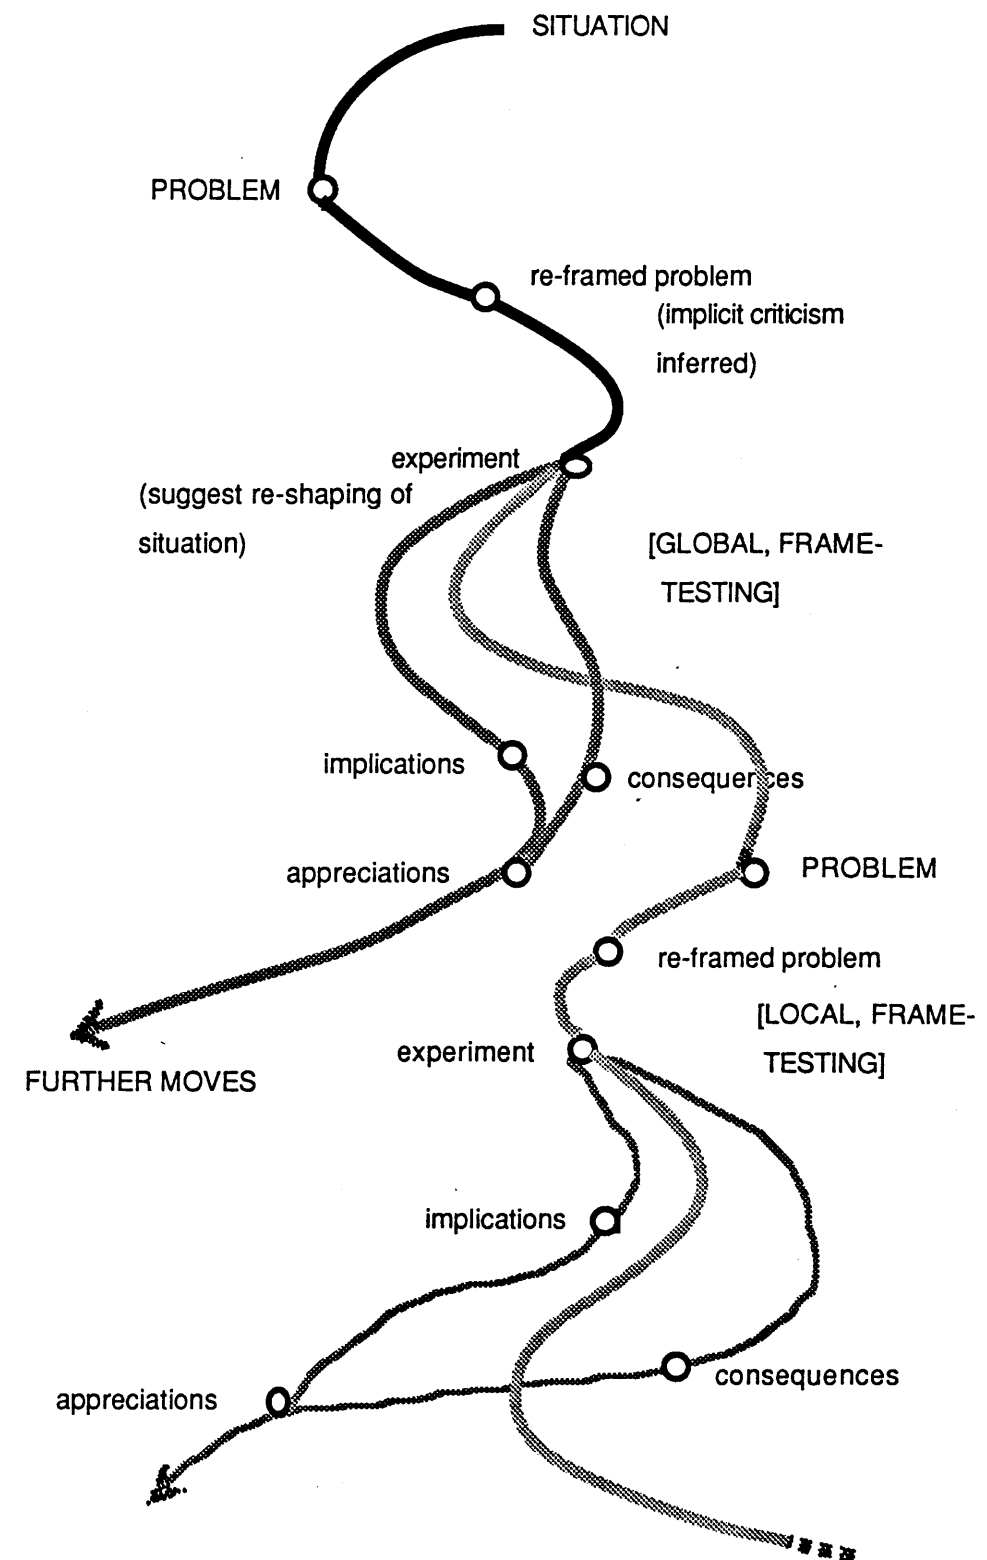 SITUATION
PROBLEM
re-framed problem
(implicit criticism
inferred)
experiment
(suggest re-shaping of
situation)
[GLOBAL, FRAME-
TESTING]
implications
consequences
appreciations
PROBLEM
re-framed problem
[LOCAL, FRAME-
TESTING]
experiment
FURTHER MOVES
implications
consequences
appreciations